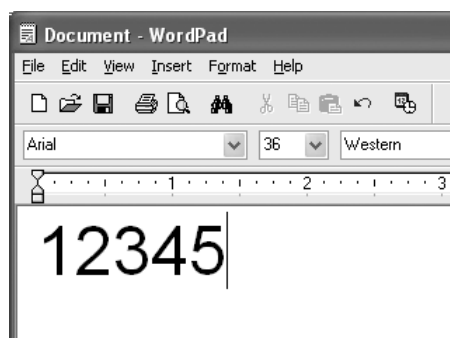 Document - WordPad
File Edit View Insert Format Help
Arial 36 Western
1 2 3
12345